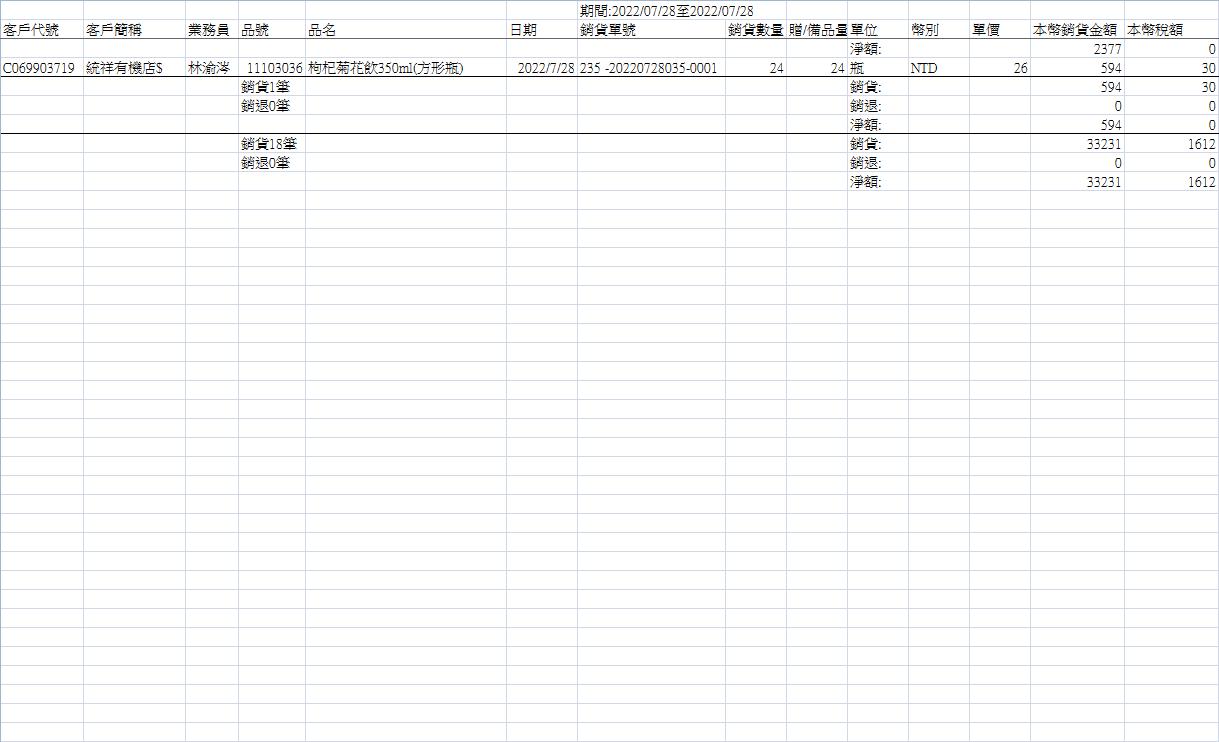 期間:2022/07/28至2022/07/28
客戶代號 客戶簡稱 業務員 品號 品名 日期 銷貨單號 銷貨數量 贈/備品量 單位 幣別 單價 本幣銷貨金額 本幣稅額
淨額: 2377 0
C069903719 統祥有機店S 林渝涔 11103036 枸杞菊花飲350ml(方形瓶) 2022/7/28 235 -20220728035-0001 24 24 瓶 NTD 26 594 30
銷貨1筆 銷貨: 594 30
銷退0筆 銷退: 0 0
淨額: 594 0
銷貨18筆 銷貨: 33231 1612
銷退0筆 銷退: 0 0
淨額: 33231 1612